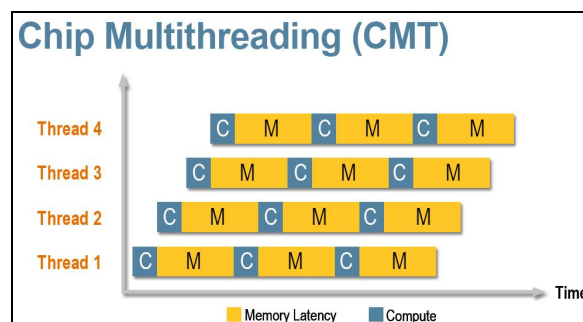 Chip Multithreading (CMT)
Thread 4 C M C M C M
Thread 3 C M C M C M
Thread 2 C M C M C M
Thread 1 C M C M C M
Time
Memory Latency Compute